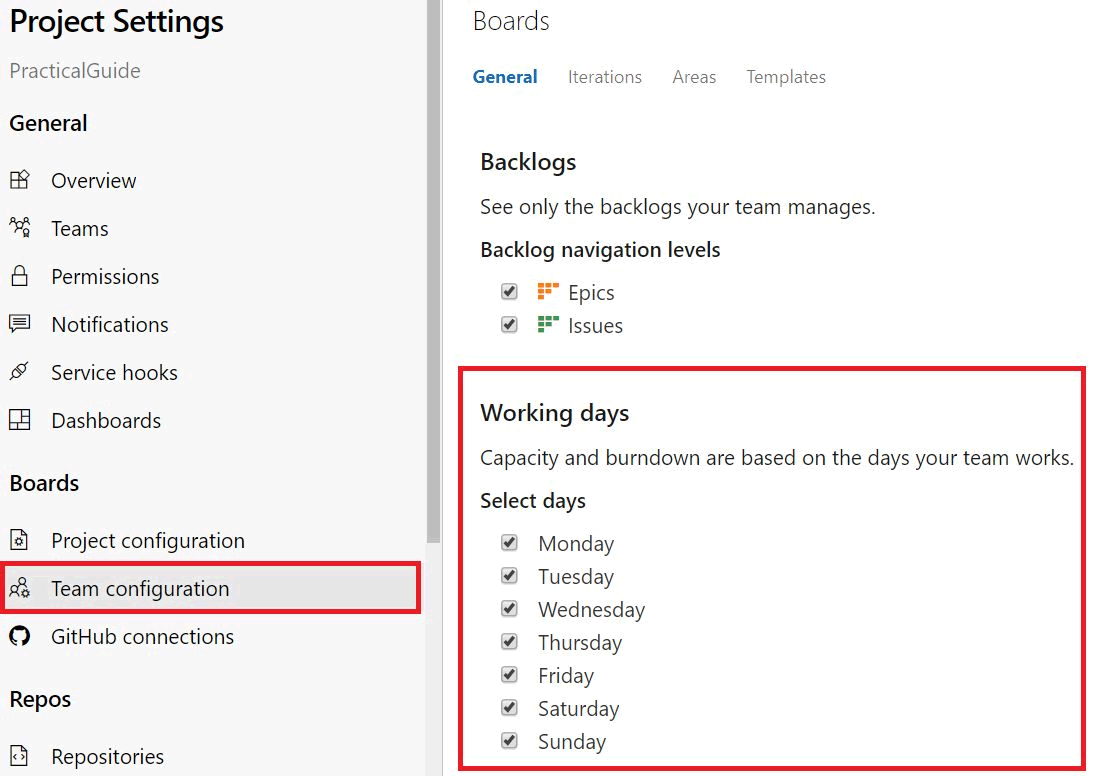 Project Settings
PracticalGuide
General
Overview
Teams
Permissions
Notifications
Service hooks
Dashboards
Boards
Project configuration
Team configuration
GitHub connections
Repos
Repositories
Boards
General Iterations Areas Templates
Backlogs
See only the backlogs your team manages.
Backlog navigation levels
Epics
Issues
Working days
Capacity and burndown are based on the days your team works.
Select days
Monday
Tuesday
Wednesday
Thursday
Friday
Saturday
Sunday